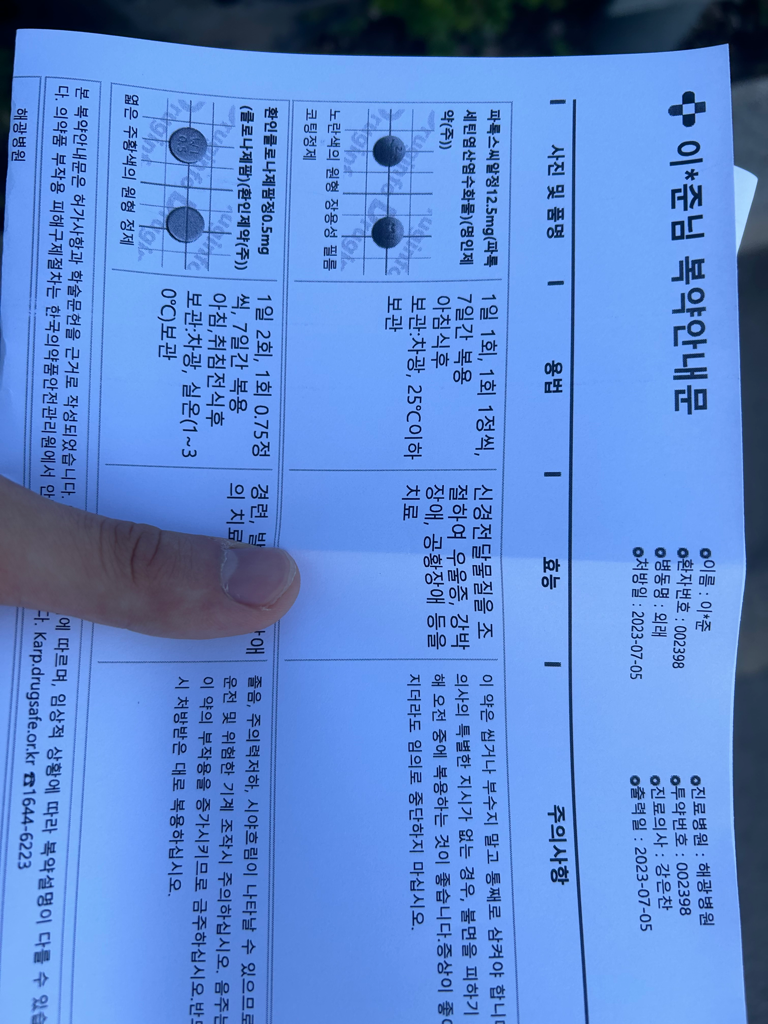 이*준님 복약안내문
이름 : 이*준
환자번호 : 002398
병동명 : 외래
처방일 : 2023-07-05
진료병원 : 해광병원
투약번호 : 002398
진료의사 : 강은찬
출력일 : 2023-07-05
사진 및 품명
용법
효능
주의사항
파록스씨알정12.5mg(파록
세틴염산염수화물)(명인제
약(주))
노란색의 원형 장용성 필름
코팅정제
1일 1회, 1회 1정씩,
7일간 복용
아침식후
보관:차광, 25℃이하
보관
신경전달물질을 조
절하여 우울증, 강박
장애, 공황장애 등을
치료
이 약은 씹거나 부수지 말고 통째로 삼켜야 합니
의사의 특별한 지시가 없는 경우, 불면을 피하기
해 오전 중에 복용하는 것이 좋습니다.증상이 좋
지더라도 임의로 중단하지 마십시오.
환인클로나제팜정0.5mg
(클로나제팜)(환인제약(주))
엷은 주황색의 원형 정제
1일 2회, 1회 0.75정
씩, 7일간 복용
아침,취침전식후
보관:차광, 실온(1~3
0℃)보관
경련, 발
의 치료
졸음, 주의력저하, 시야흐림이 나타날 수 있으므로
운전 및 위험한 기계 조작시 주의하십시오. 음주는
이 약의 부작용을 증가시키므로 금주하십시오.반
시 처방받은 대로 복용하십시오.
본 복약안내문은 허가사항과 학술문헌을 근거로 작성되었습니다. 에 따르며, 임상적 상황에 따라 복약설명이 다를 수 있습
다. 의약품 부작용 피해구제절차는 한국의약품안전관리원에서 안 다. Karp.drugsafe.or.kr ☎1644-6223
해광병원